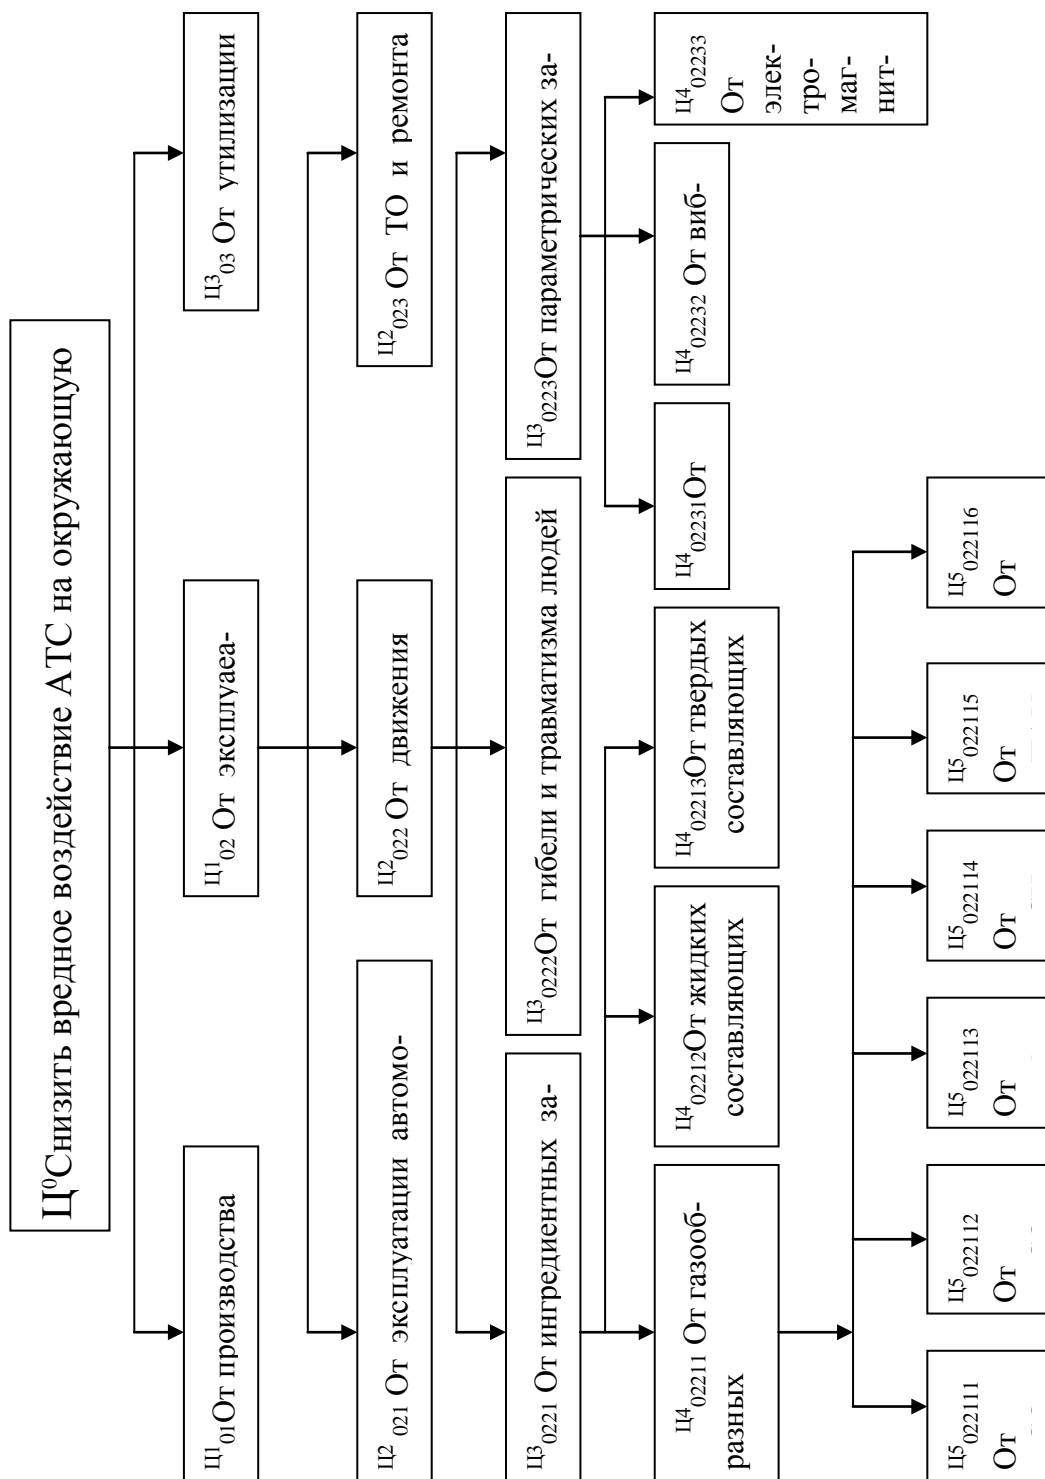 Ц⁰Снизить вредное воздействие АТС на окружающую
Ц¹₀₁От производства
Ц¹₀₂ От эксплуаеа-
Ц³₀₃ От утилизации
Ц²₀₂₁ От эксплуатации автомо-
Ц²₀₂₂ От движения
Ц²₀₂₃ От ТО и ремонта
Ц³₀₂₂₁ От ингредиентных за-
Ц³₀₂₂₂От гибели и травматизма людей
Ц³₀₂₂₃От параметрических за-
Ц⁴₀₂₂₁₁ От газооб-
разных
Ц⁴₀₂₂₁₂От жидких
составляющих
Ц⁴₀₂₂₁₃От твердых
составляющих
Ц⁴₀₂₂₃₁От
Ц⁴₀₂₂₃₂ От виб-
Ц⁴₀₂₂₃₃
От
элек-
тро-
маг-
нит-
Ц⁵₀₂₂₁₁₁
От
Ц⁵₀₂₂₁₁₂
От
Ц⁵₀₂₂₁₁₃
От
Ц⁵₀₂₂₁₁₄
От
Ц⁵₀₂₂₁₁₅
От
Ц⁵₀₂₂₁₁₆
От